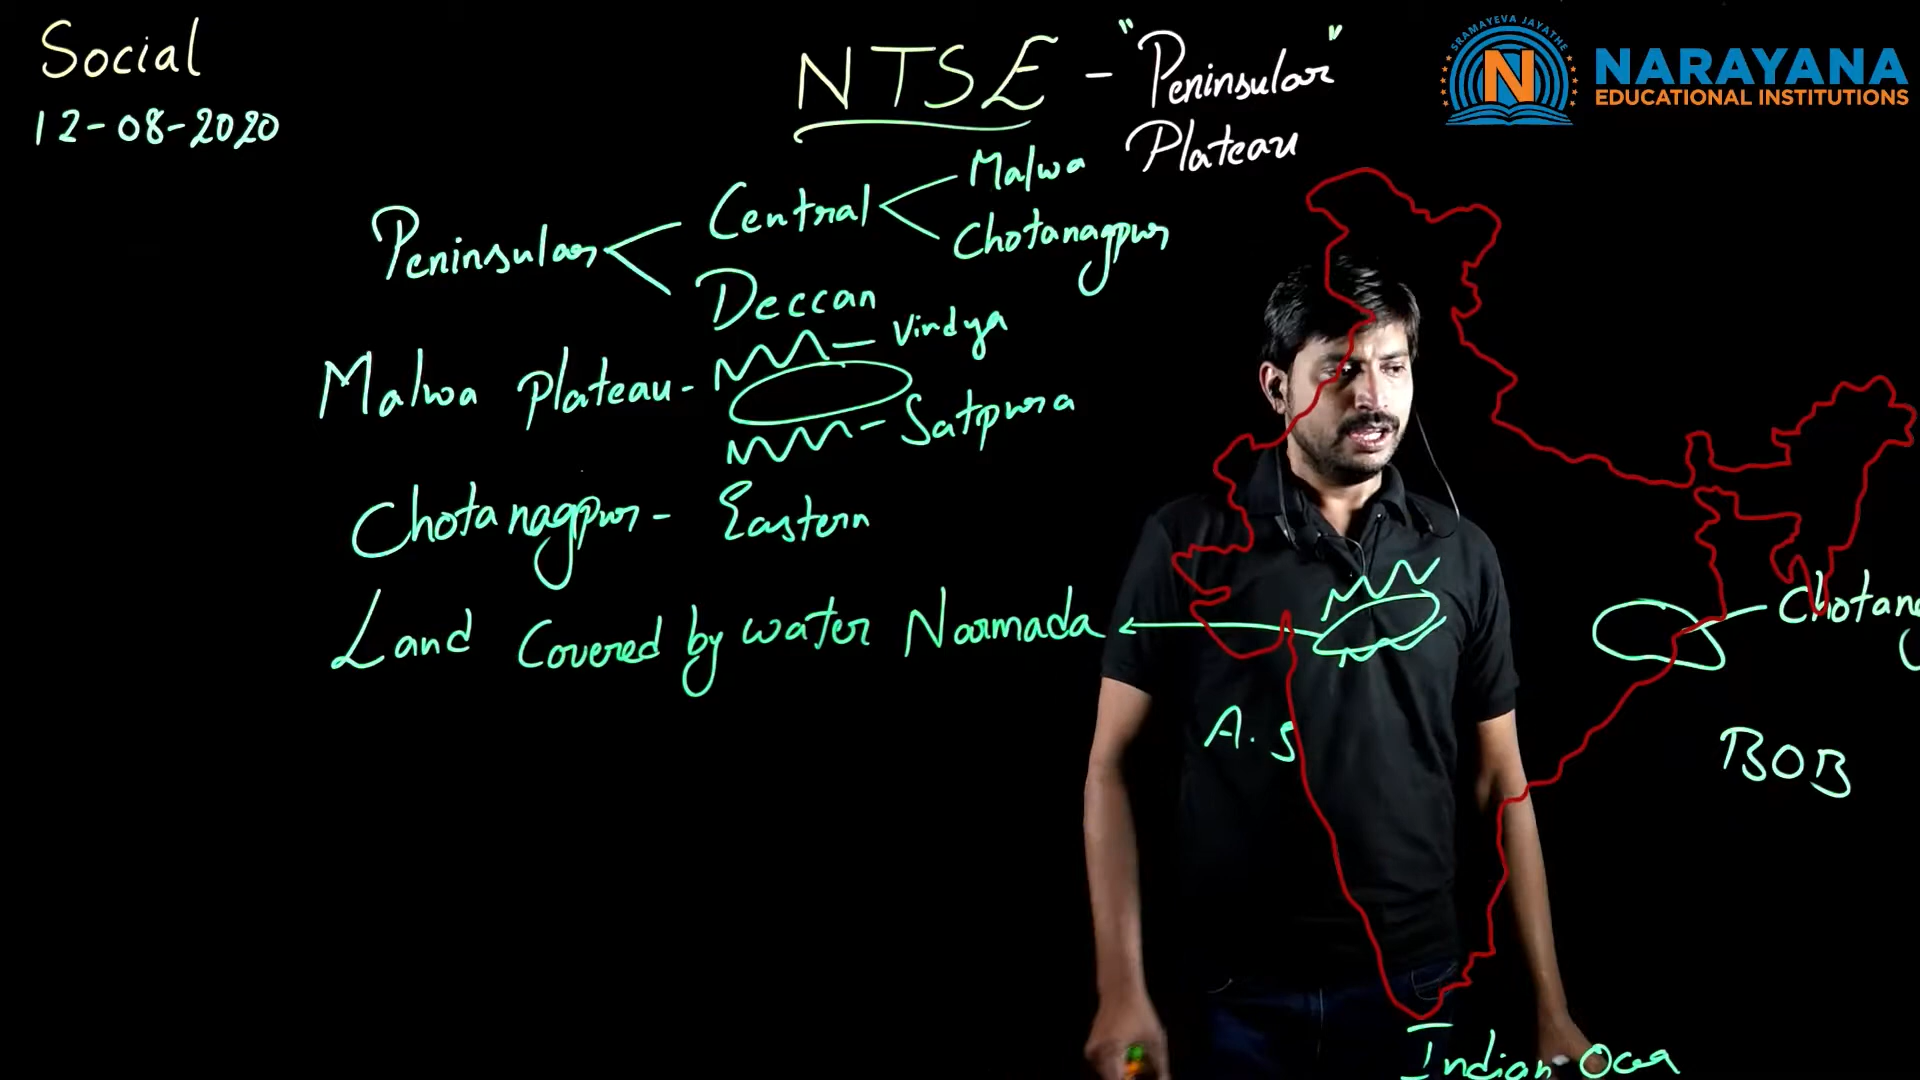 Social
12-08-2020
NTSE - "Peninsular"
Plateau
SRAMAYEVA JAYATHE
N
NARAYANA
EDUCATIONAL INSTITUTIONS
Peninsular
Central
Malwa
Chotanagpur
Deccan
Malwa Plateau -
Vindya
Satpura
Chotanagpur - Eastern
Land Covered by water Narmada
Chotanag
A. S
BOB
Indian Ocea